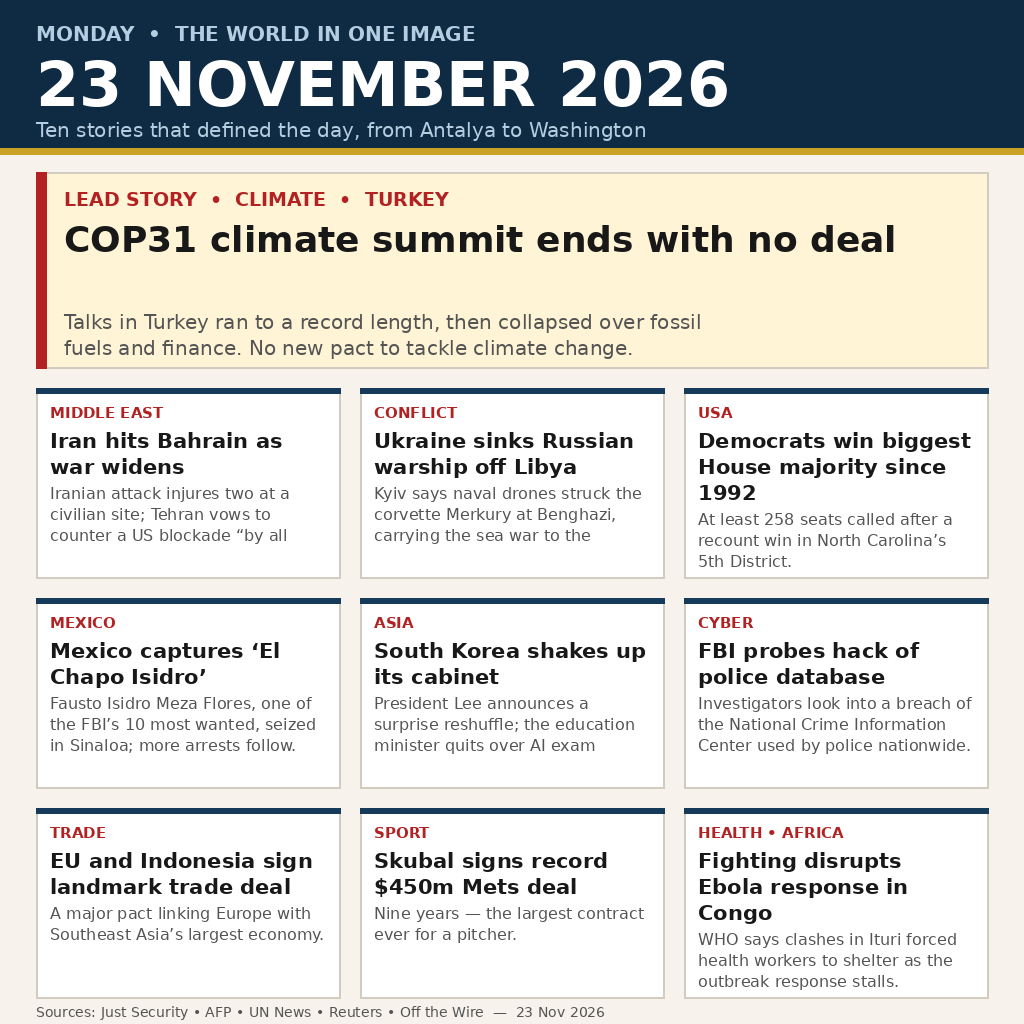 MONDAY • THE WORLD IN ONE IMAGE
23 NOVEMBER 2026
Ten stories that defined the day, from Antalya to Washington
LEAD STORY • CLIMATE • TURKEY
COP31 climate summit ends with no deal
Talks in Turkey ran to a record length, then collapsed over fossil
fuels and finance. No new pact to tackle climate change.
MIDDLE EAST
Iran hits Bahrain as
war widens
Iranian attack injures two at a
civilian site; Tehran vows to
counter a US blockade “by all
CONFLICT
Ukraine sinks Russian
warship off Libya
Kyiv says naval drones struck the
corvette Merkury at Benghazi,
carrying the sea war to the
USA
Democrats win biggest
House majority since
1992
At least 258 seats called after a
recount win in North Carolina’s
5th District.
MEXICO
Mexico captures ‘El
Chapo Isidro’
Fausto Isidro Meza Flores, one of
the FBI’s 10 most wanted, seized
in Sinaloa; more arrests follow.
ASIA
South Korea shakes up
its cabinet
President Lee announces a
surprise reshuffle; the education
minister quits over AI exam
CYBER
FBI probes hack of
police database
Investigators look into a breach of
the National Crime Information
Center used by police nationwide.
TRADE
EU and Indonesia sign
landmark trade deal
A major pact linking Europe with
Southeast Asia’s largest economy.
SPORT
Skubal signs record
$450m Mets deal
Nine years — the largest contract
ever for a pitcher.
HEALTH • AFRICA
Fighting disrupts
Ebola response in
Congo
WHO says clashes in Ituri forced
health workers to shelter as the
outbreak response stalls.
Sources: Just Security • AFP • UN News • Reuters • Off the Wire — 23 Nov 2026